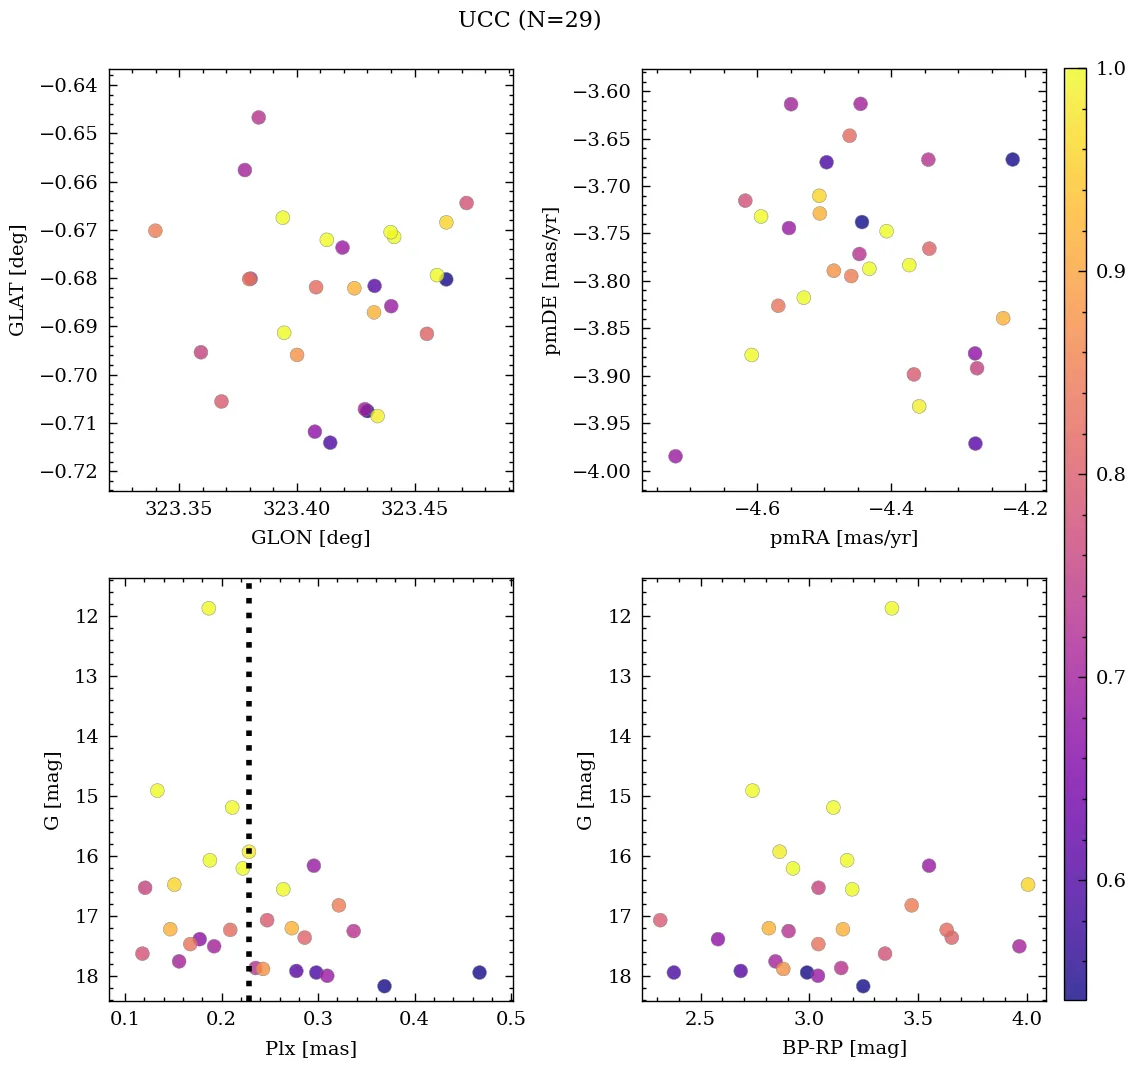 UCC (N=29)
−0.64
−0.65
−0.66
−0.67
−0.68
−0.69
−0.70
−0.71
−0.72
GLAT [deg]
323.35 323.40 323.45
GLON [deg]
−3.60
−3.65
−3.70
−3.75
−3.80
−3.85
−3.90
−3.95
−4.00
pmDE [mas/yr]
−4.6 −4.4 −4.2
pmRA [mas/yr]
12
13
14
15
16
17
18
G [mag]
0.1 0.2 0.3 0.4 0.5
Plx [mas]
12
13
14
15
16
17
18
G [mag]
2.5 3.0 3.5 4.0
BP-RP [mag]
1.0
0.9
0.8
0.7
0.6